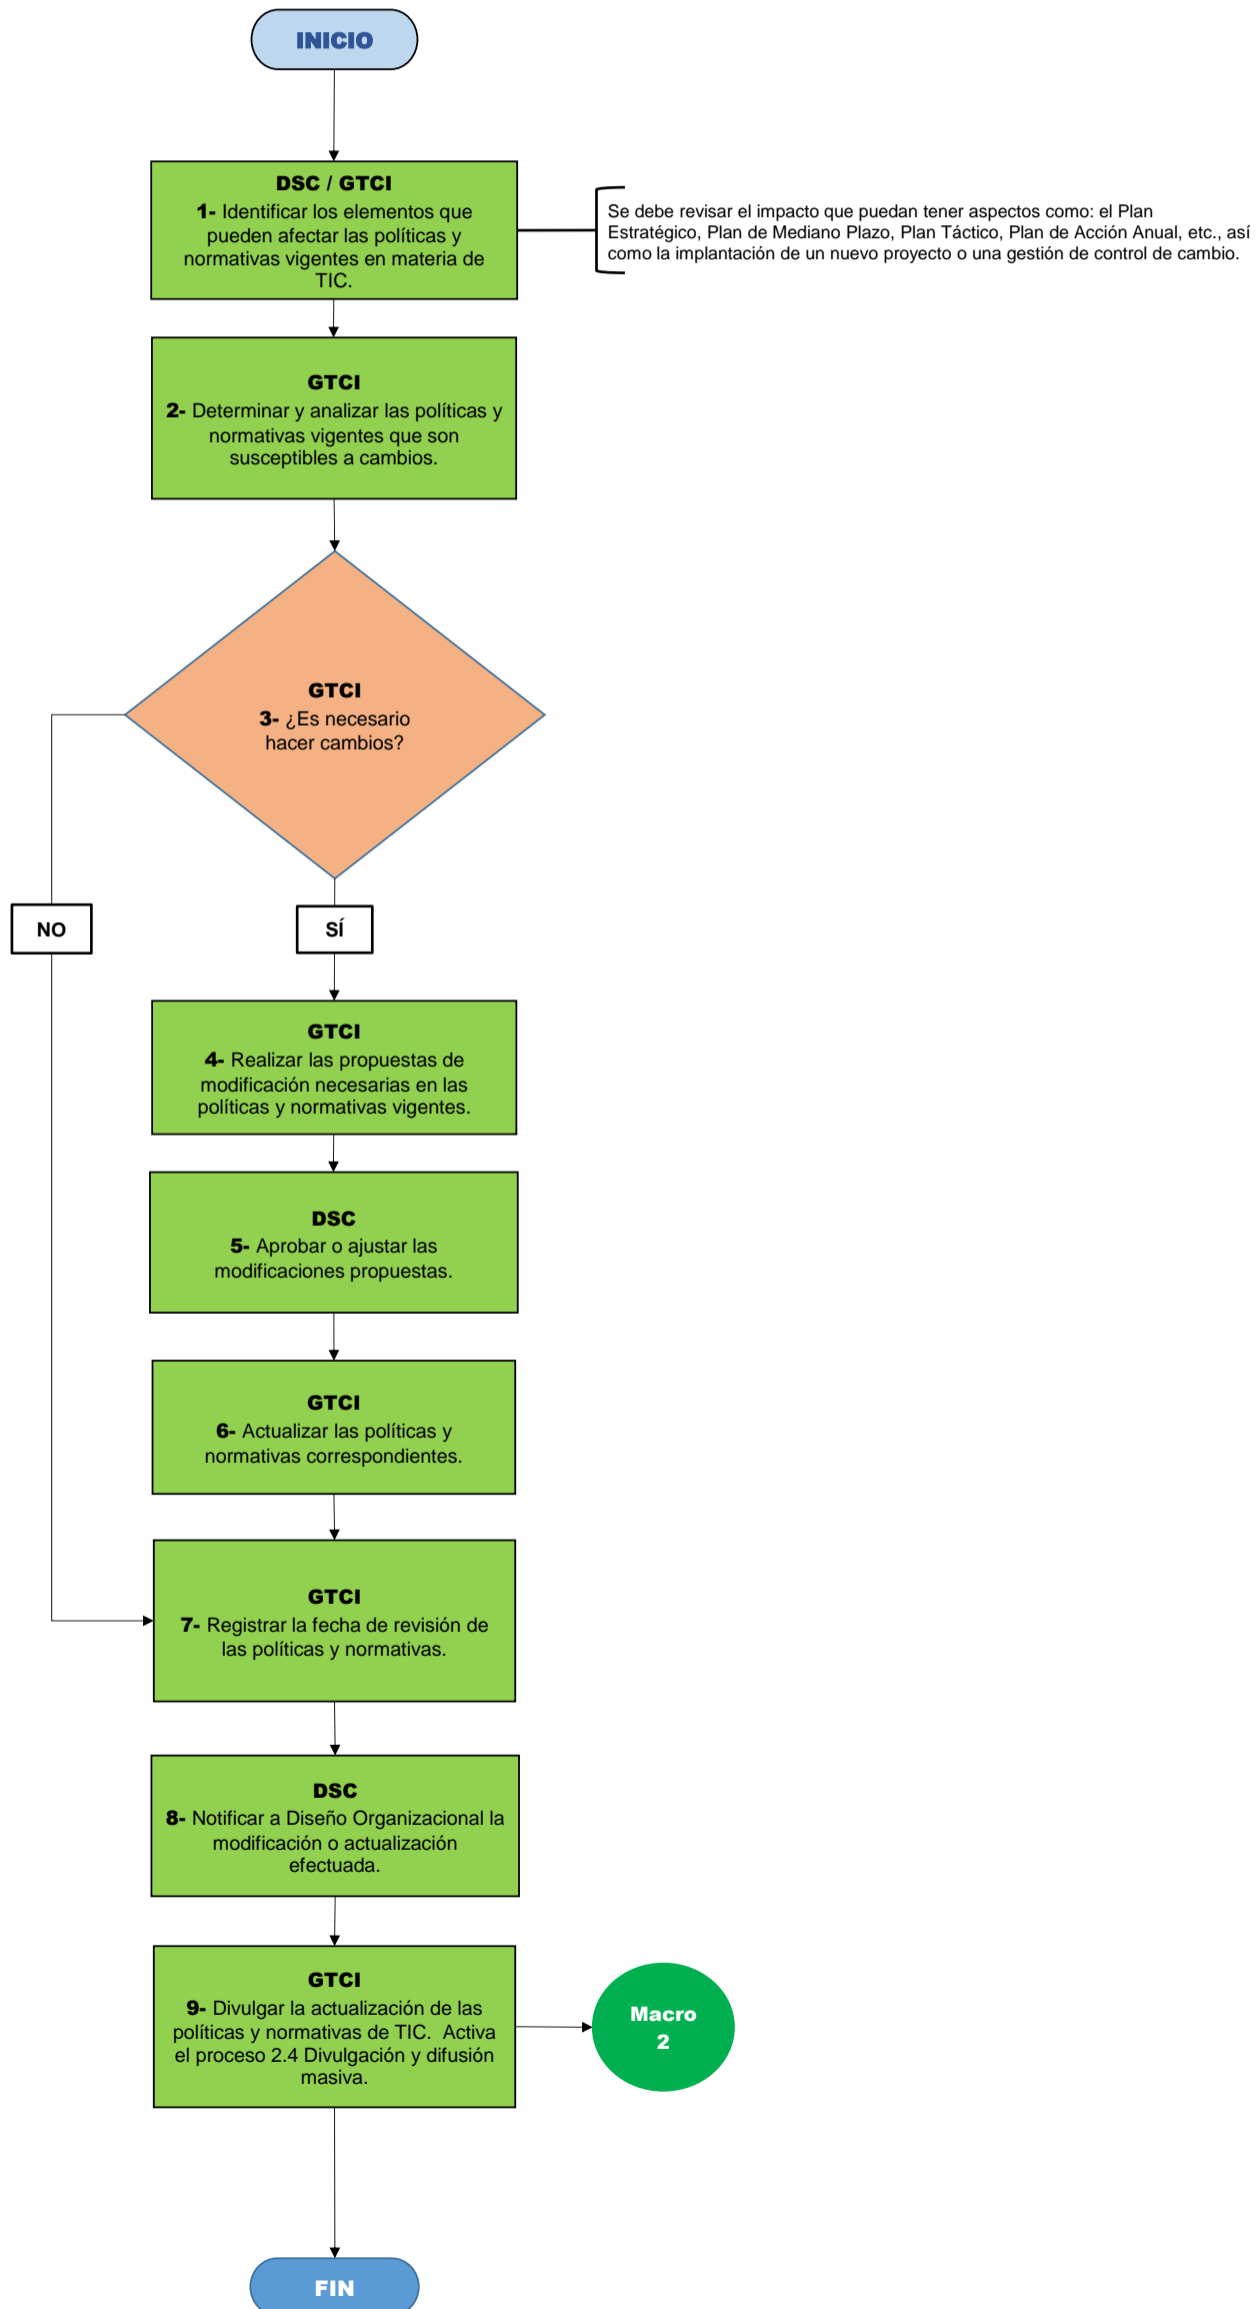 INICIO
DSC / GTCI
1- Identificar los elementos que
pueden afectar las políticas y
normativas vigentes en materia de
TIC.
Se debe revisar el impacto que puedan tener aspectos como: el Plan
Estratégico, Plan de Mediano Plazo, Plan Táctico, Plan de Acción Anual, etc., así
como la implantación de un nuevo proyecto o una gestión de control de cambio.
GTCI
2- Determinar y analizar las políticas y
normativas vigentes que son
susceptibles a cambios.
GTCI
3- ¿Es necesario
hacer cambios?
NO
SÍ
GTCI
4- Realizar las propuestas de
modificación necesarias en las
políticas y normativas vigentes.
DSC
5- Aprobar o ajustar las
modificaciones propuestas.
GTCI
6- Actualizar las políticas y
normativas correspondientes.
GTCI
7- Registrar la fecha de revisión de
las políticas y normativas.
DSC
8- Notificar a Diseño Organizacional la
modificación o actualización
efectuada.
GTCI
9- Divulgar la actualización de las
políticas y normativas de TIC.  Activa
el proceso 2.4 Divulgación y difusión
masiva.
Macro
2
FIN